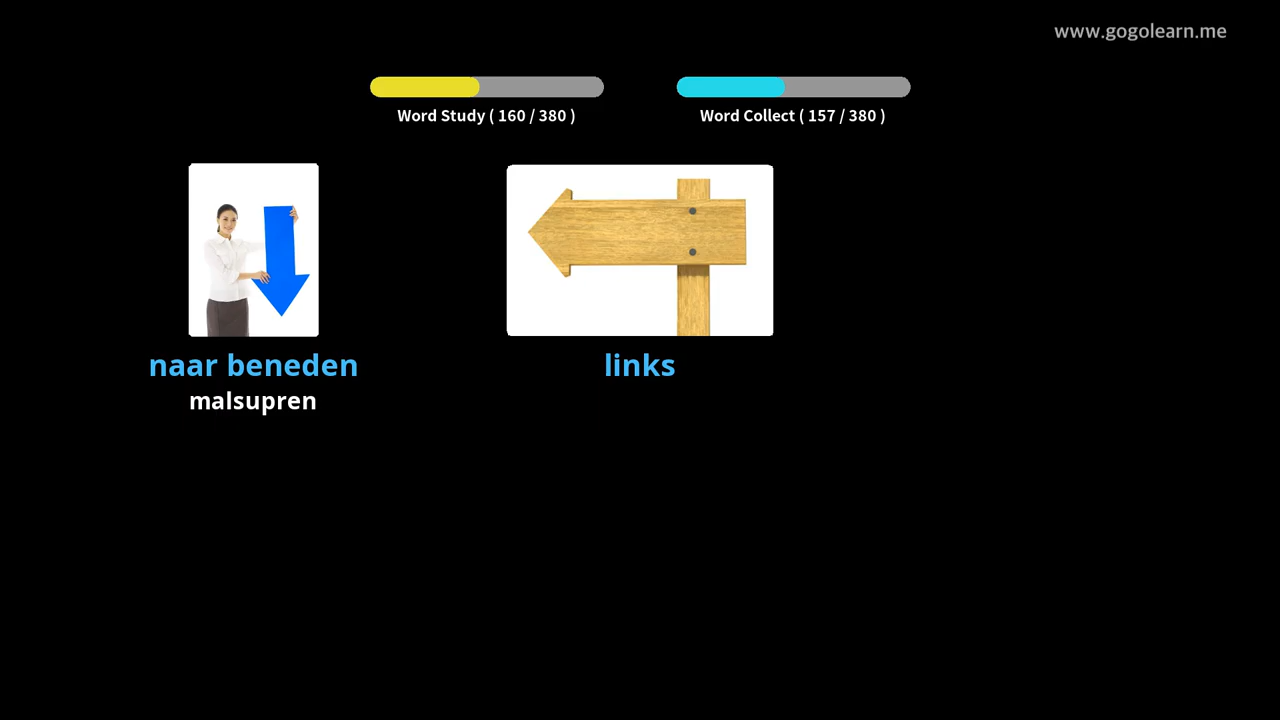 www.gogolearn.me
Word Study ( 160 / 380 )
Word Collect ( 157 / 380 )
naar beneden
malsupren
links